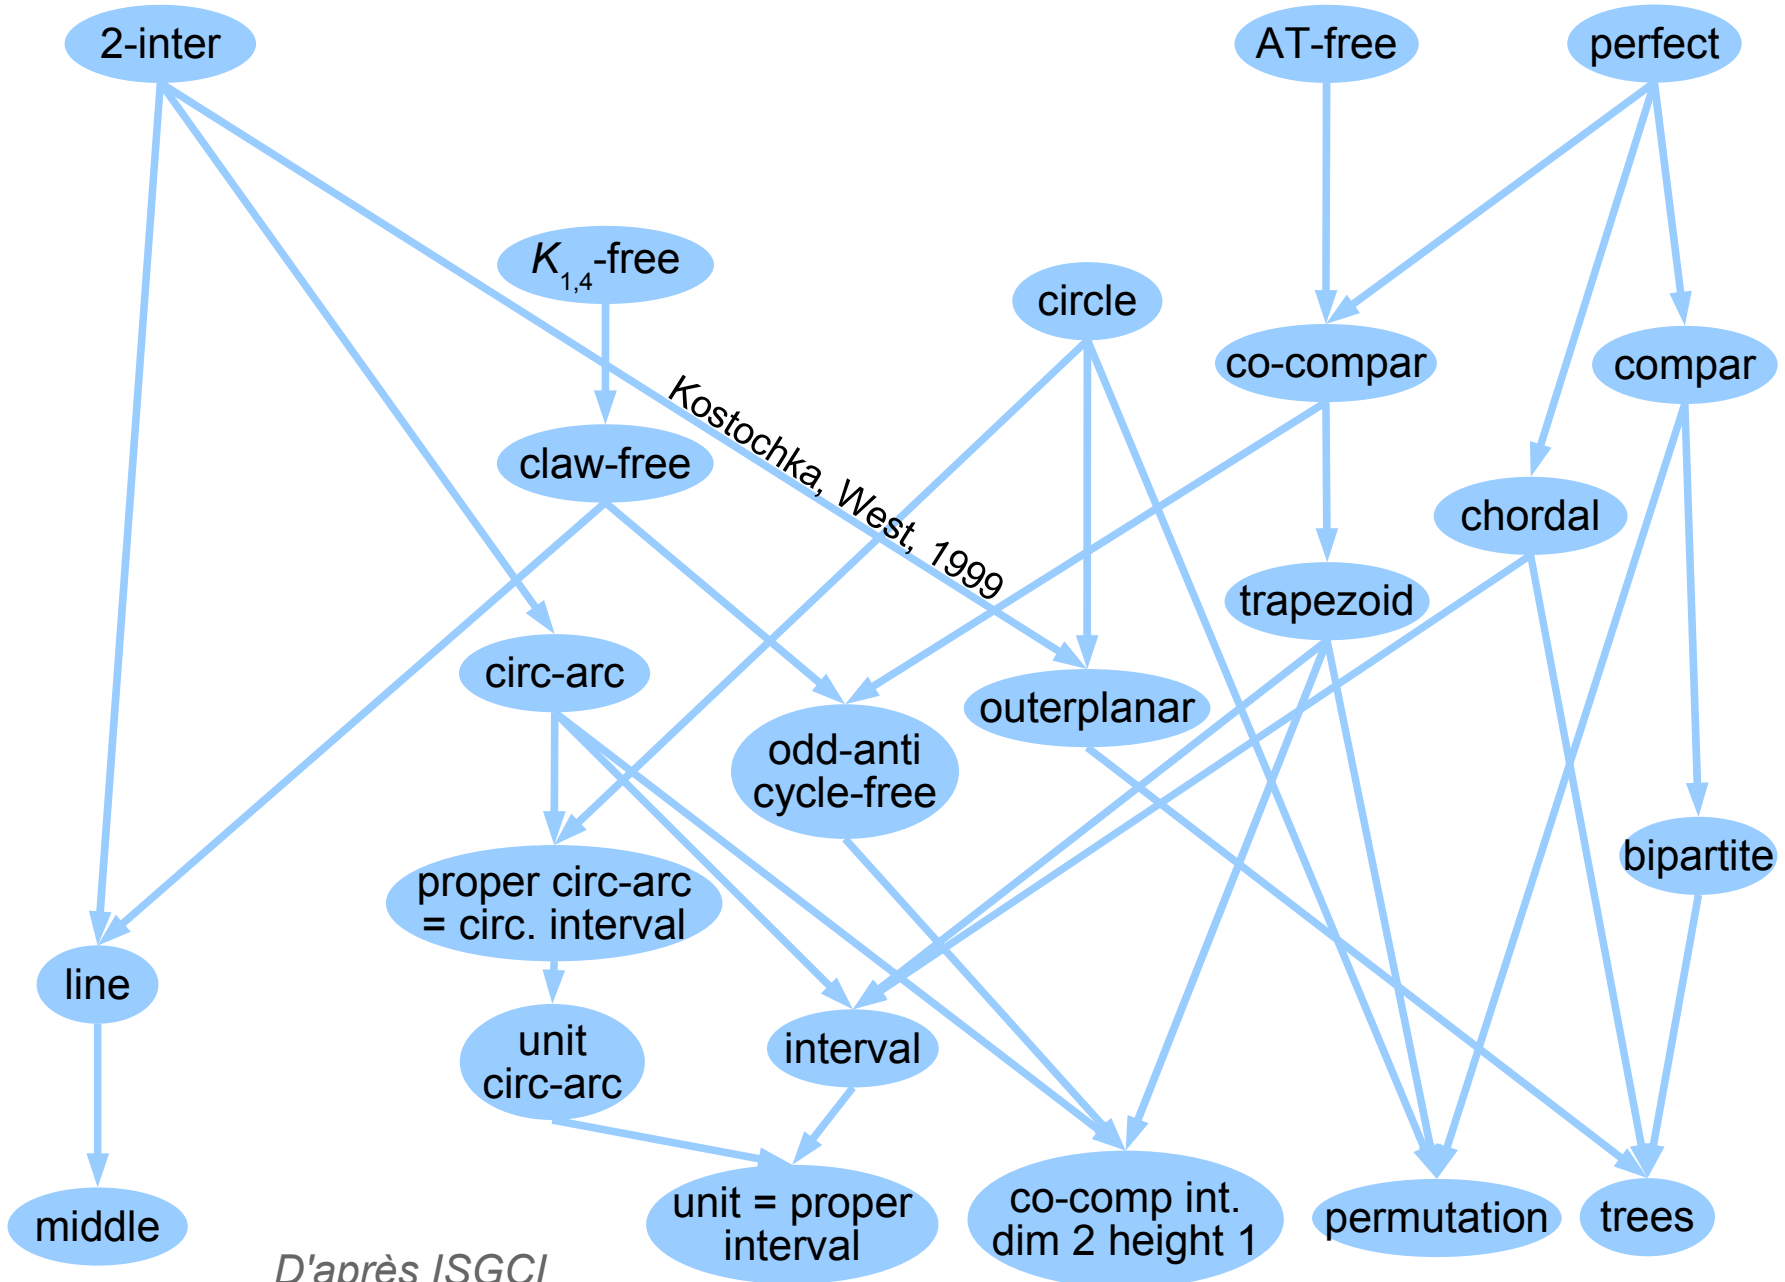 2-inter
AT-free
perfect
K1,4-free
circle
co-compar
compar
Kostochka, West, 1999
claw-free
chordal
trapezoid
circ-arc
outerplanar
odd-anti
cycle-free
bipartite
proper circ-arc
= circ. interval
line
unit
circ-arc
interval
middle
unit = proper
interval
co-comp int.
dim 2 height 1
permutation
trees
D'après ISGCI